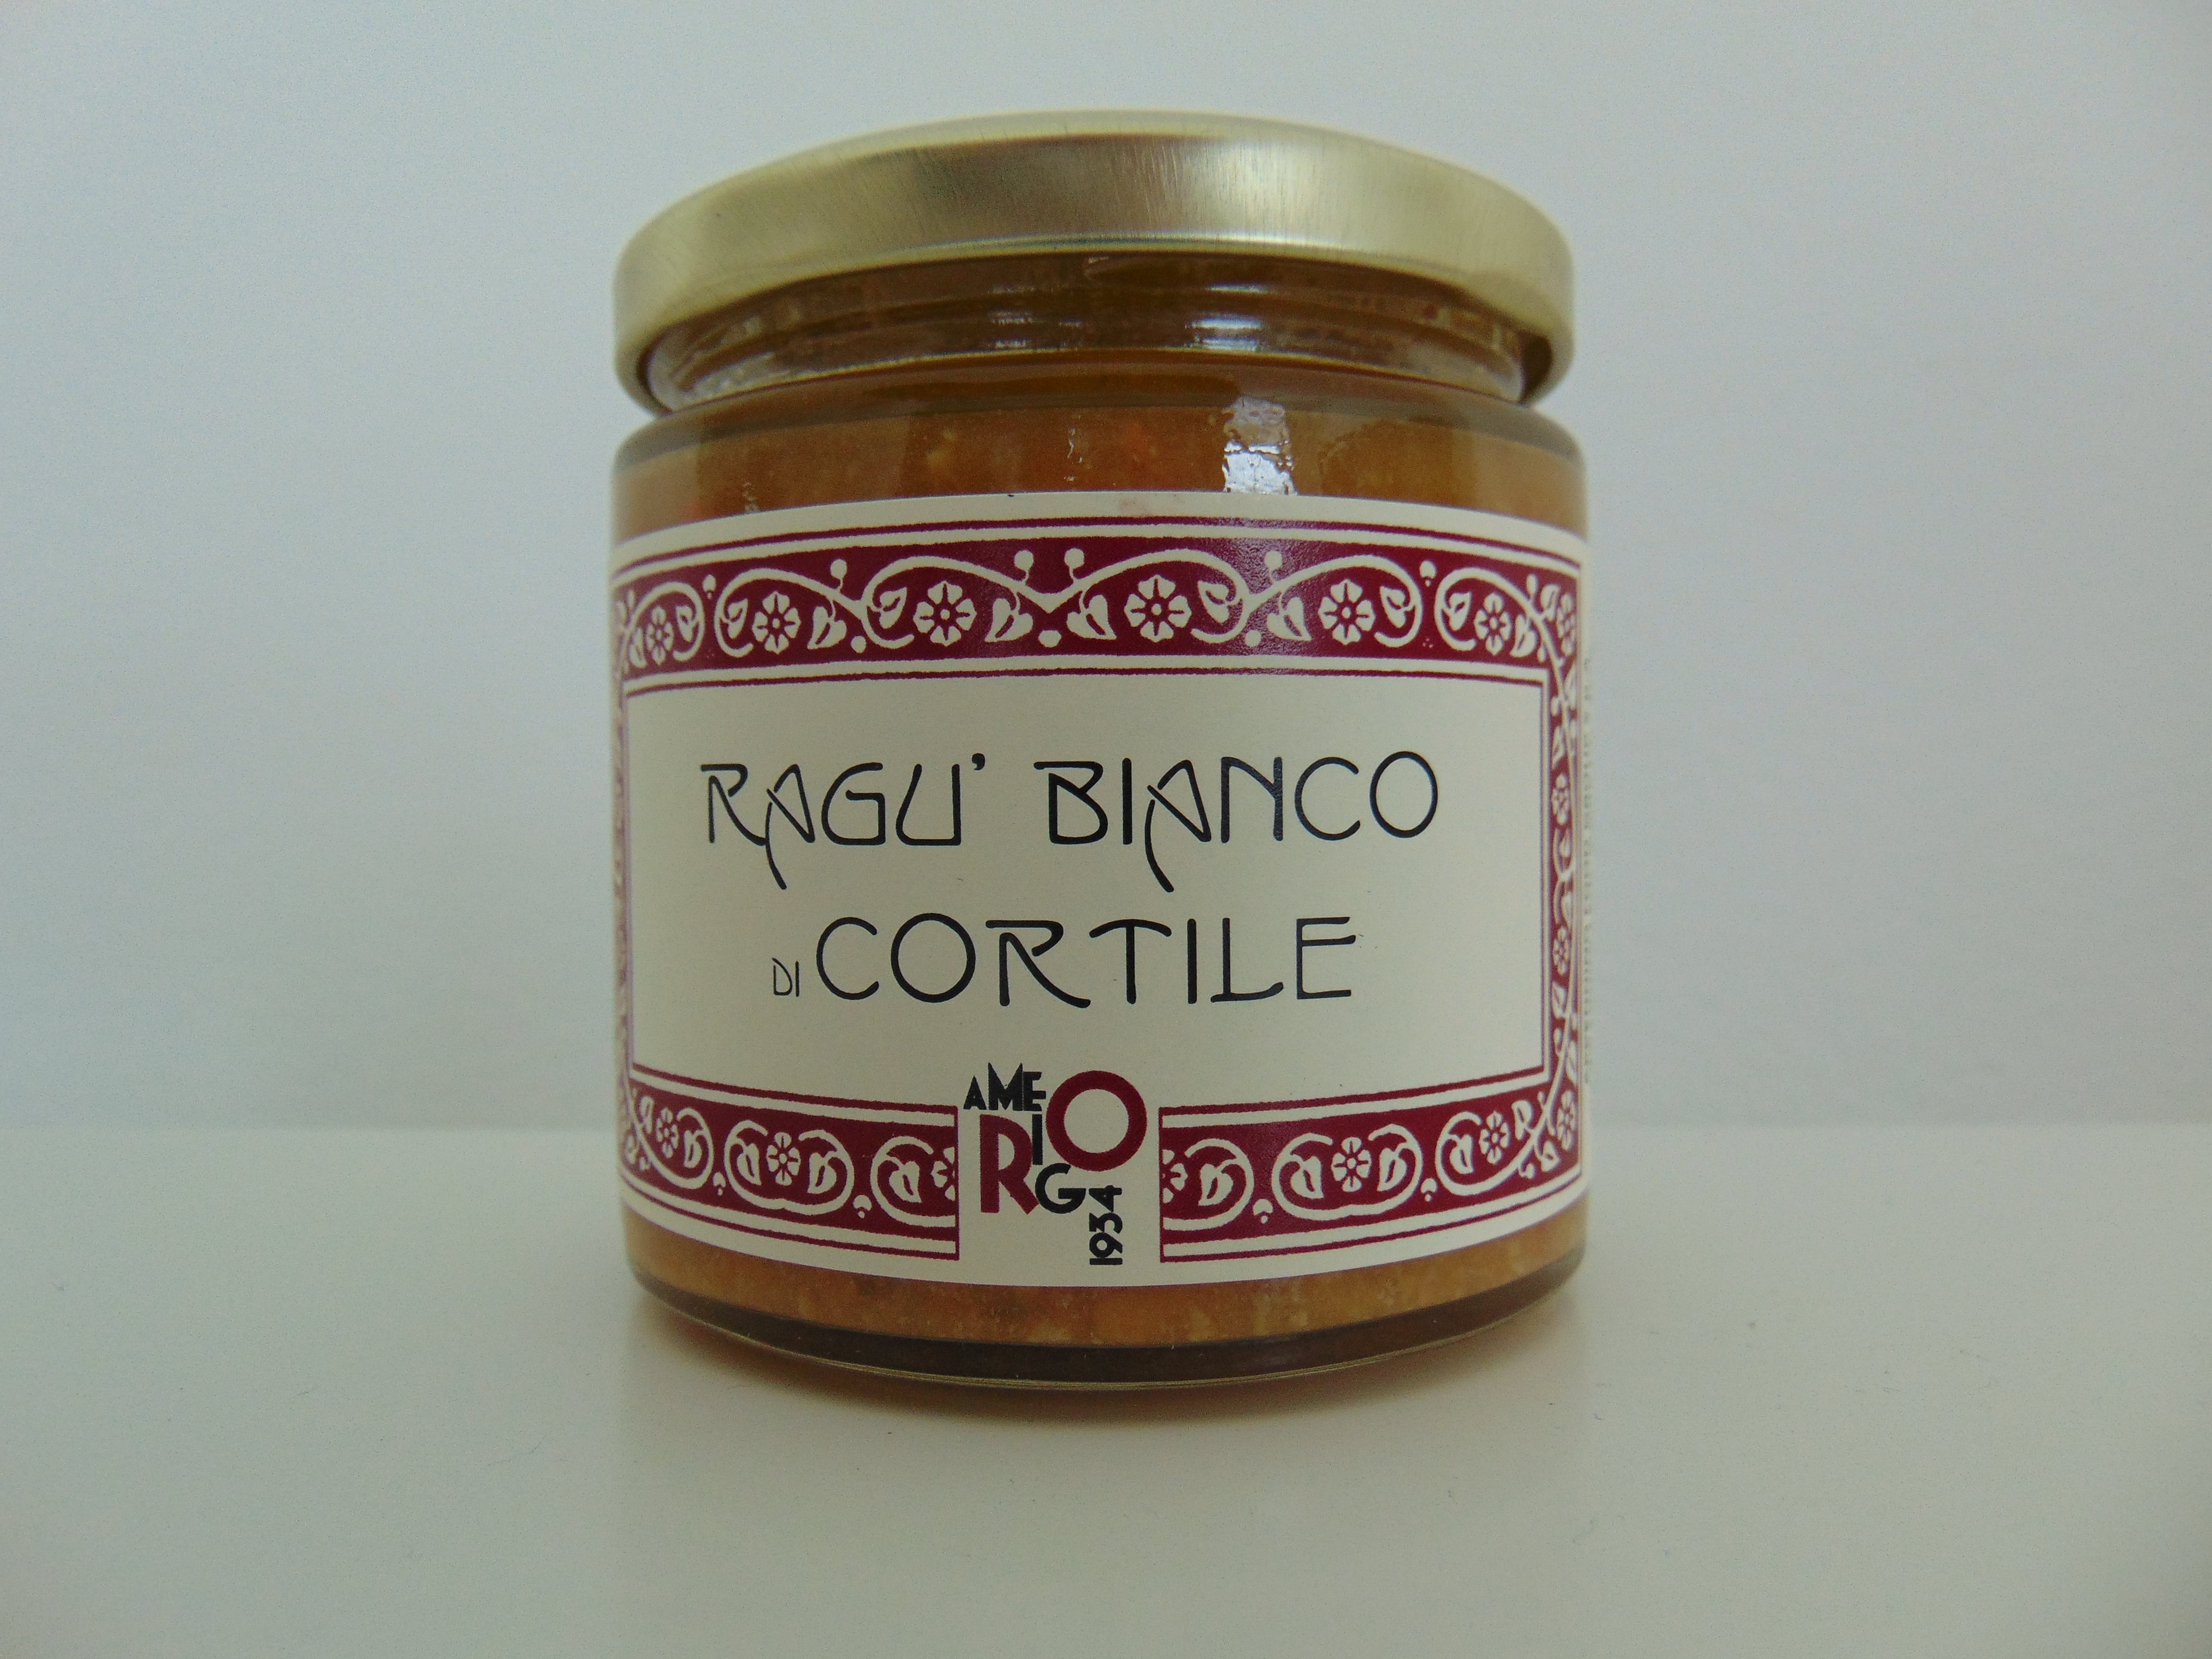 RAGU' BIANCO
DI CORTILE
AMERIGO
1934